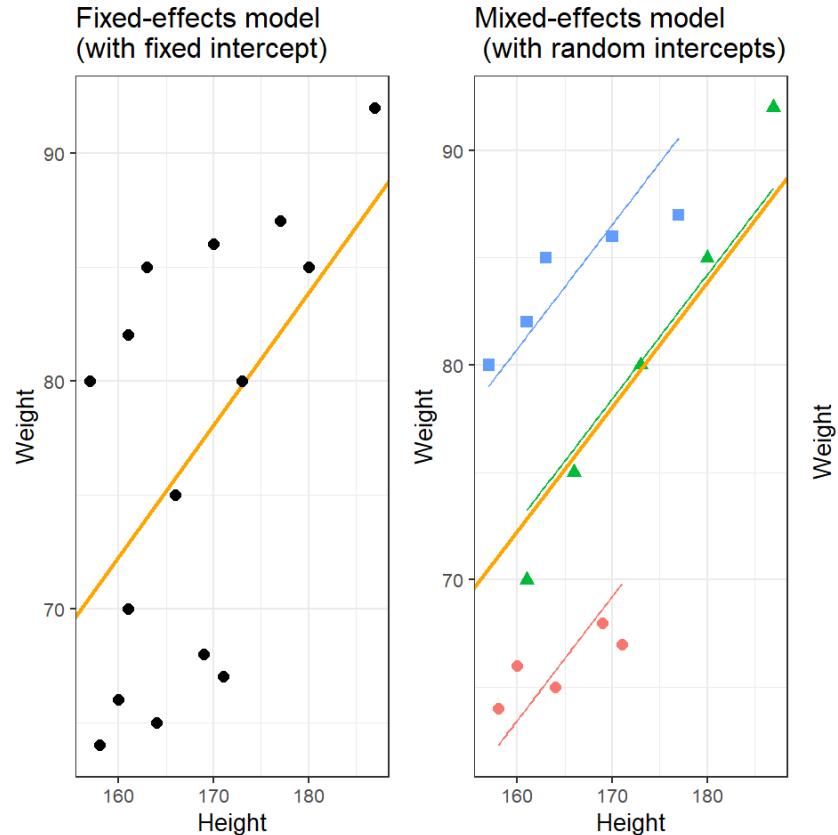 Fixed-effects model
(with fixed intercept)
90
80
70
160
170
180
Height
Weight
Mixed-effects model
(with random intercepts)
90
80
70
160
170
180
Height
Weight
Weight